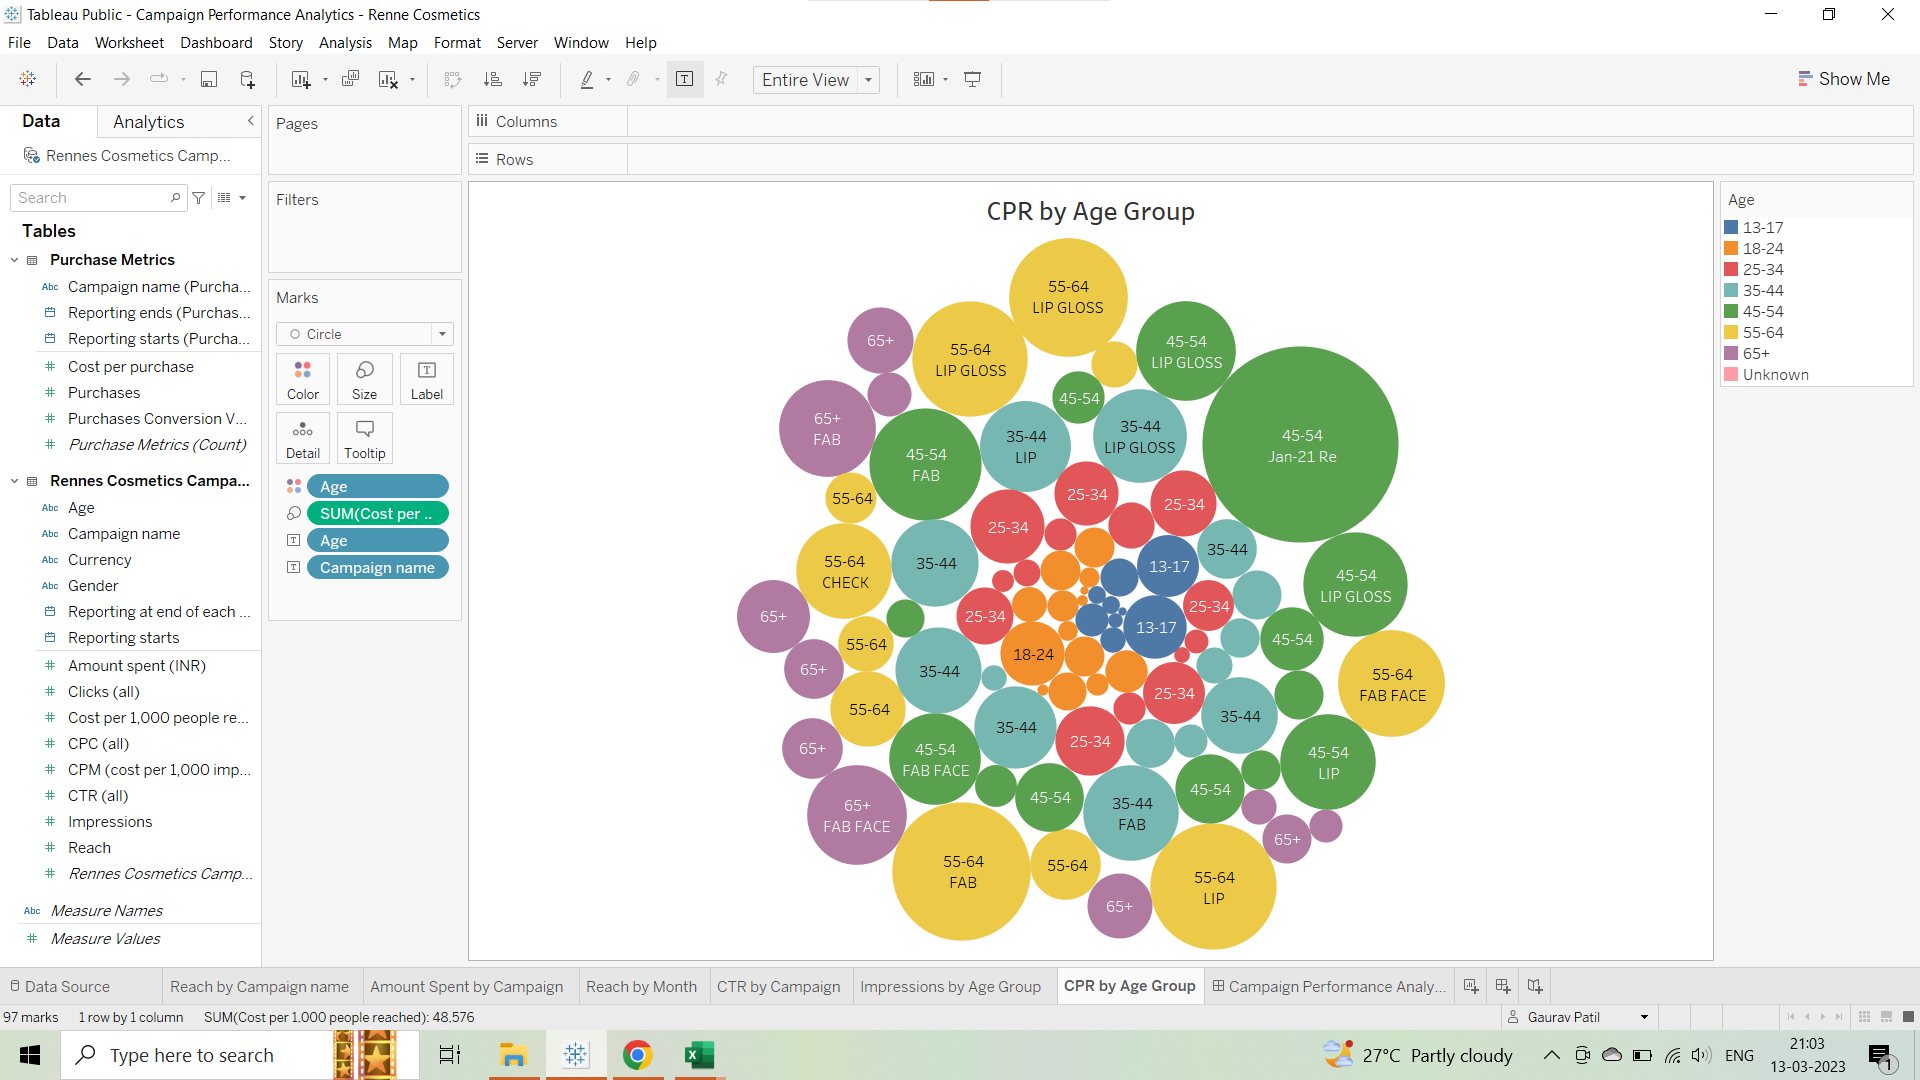 Tableau Public - Campaign Performance Analytics - Renne Cosmetics
File Data Worksheet Dashboard Story Analysis Map Format Server Window Help
Entire View
Show Me
Data
Analytics
Rennes Cosmetics Camp...
Search
Tables
Purchase Metrics
Abc Campaign name (Purcha...
Reporting ends (Purchas...
Reporting starts (Purcha...
Cost per purchase
Purchases
Purchases Conversion V...
Purchase Metrics (Count)
Rennes Cosmetics Campa...
Abc Age
Abc Campaign name
Abc Currency
Abc Gender
Reporting at end of each ...
Reporting starts
Amount spent (INR)
Clicks (all)
Cost per 1,000 people re...
CPC (all)
CPM (cost per 1,000 imp...
CTR (all)
Impressions
Reach
Rennes Cosmetics Camp...
Abc Measure Names
Measure Values
Pages
Filters
Marks
Circle
Color
Size
Label
Detail
Tooltip
Age
SUM(Cost per ..
Age
Campaign name
Columns
Rows
CPR by Age Group
55-64
LIP GLOSS
65+
55-64
LIP GLOSS
45-54
LIP GLOSS
45-54
65+
FAB
35-44
LIP
35-44
LIP GLOSS
45-54
Jan-21 Re
45-54
FAB
55-64
25-34
25-34
25-34
35-44
55-64
CHECK
35-44
13-17
45-54
LIP GLOSS
65+
25-34
25-34
13-17
55-64
45-54
18-24
65+
35-44
55-64
FAB FACE
25-34
55-64
35-44
35-44
65+
45-54
FAB FACE
25-34
45-54
LIP
65+
FAB FACE
45-54
35-44
FAB
45-54
65+
55-64
FAB
55-64
55-64
LIP
65+
Age
13-17
18-24
25-34
35-44
45-54
55-64
65+
Unknown
Data Source
Reach by Campaign name
Amount Spent by Campaign
Reach by Month
CTR by Campaign
Impressions by Age Group
CPR by Age Group
Campaign Performance Analy...
97 marks
1 row by 1 column
SUM(Cost per 1,000 people reached): 48,576
Gaurav Patil
Type here to search
27°C Partly cloudy
ENG
21:03
13-03-2023
1